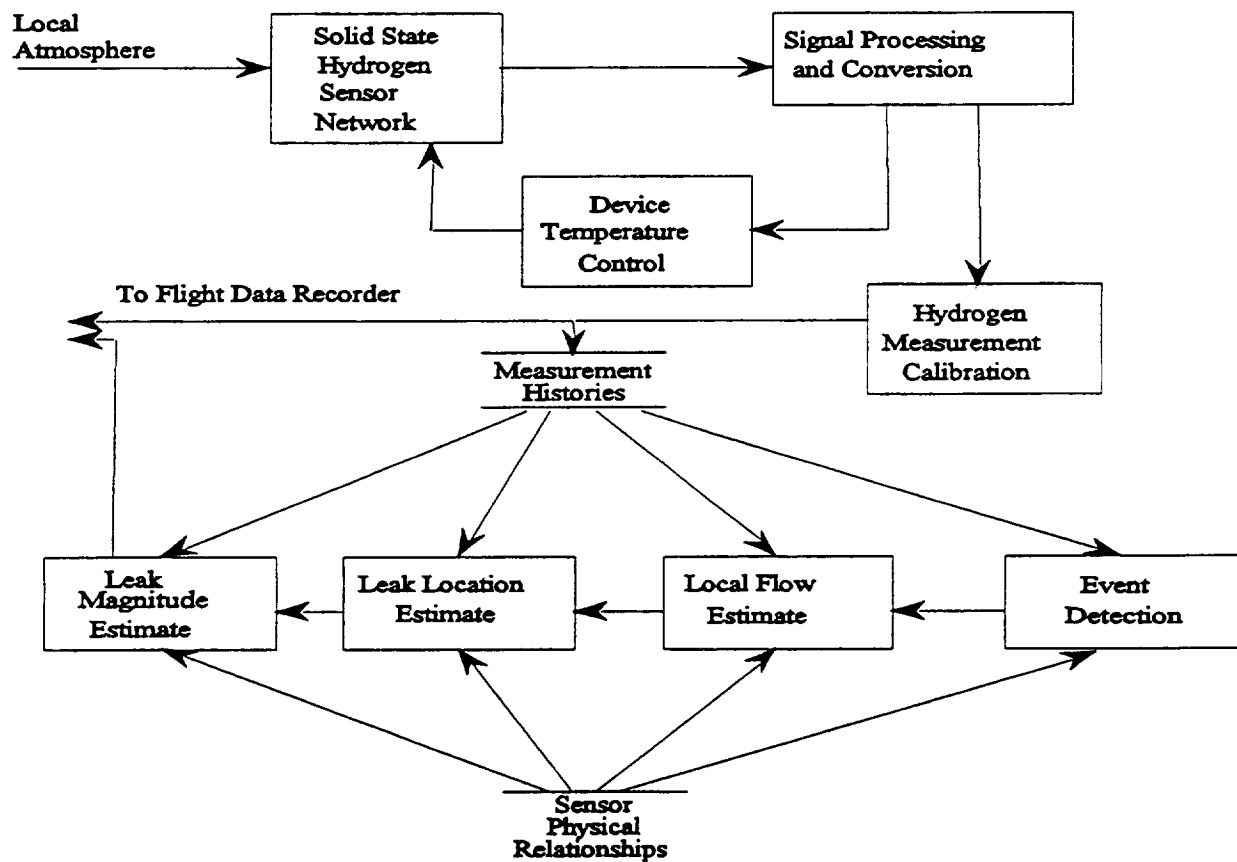 Local
Atmosphere
Solid State
Hydrogen
Sensor
Network
Signal Processing
and Conversion
Device
Temperature
Control
To Flight Data Recorder
Hydrogen
Measurement
Calibration
Measurement
Histories
Leak
Magnitude
Estimate
Leak Location
Estimate
Local Flow
Estimate
Event
Detection
Sensor
Physical
Relationships